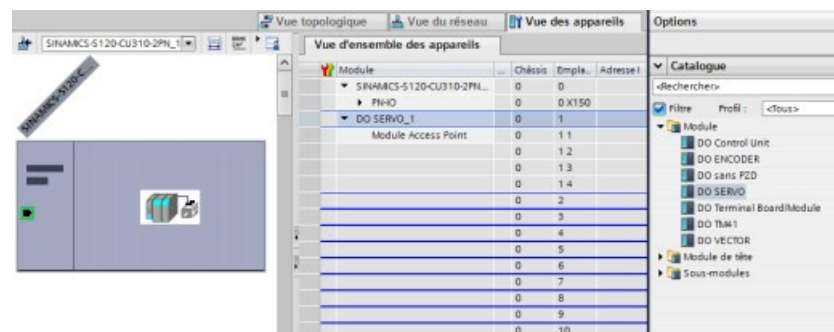 Vue topologique
Vue du réseau
Vue des appareils
Options
SINAMICS-S120-CU310-2PN_1
Vue d'ensemble des appareils
Catalogue
Module ... Châssis Empla.. Adresse I
<Rechercher>
SINAMICS-S120-CU310-2PN... 0 0
Filtre Profil : <Tous>
PN-IO 0 0 X150
DO SERVO_1 0 1
Module Access Point 0 1 1
0 1 2
0 1 3
0 1 4
0 2
0 3
0 4
0 5
0 6
0 7
0 8
0 9
0 10
Module
DO Control Unit
DO ENCODER
DO sans PZD
DO SERVO
DO Terminal Board/Module
DO TM41
DO VECTOR
Module de tête
Sous-modules
SINAMICS-S120-C...